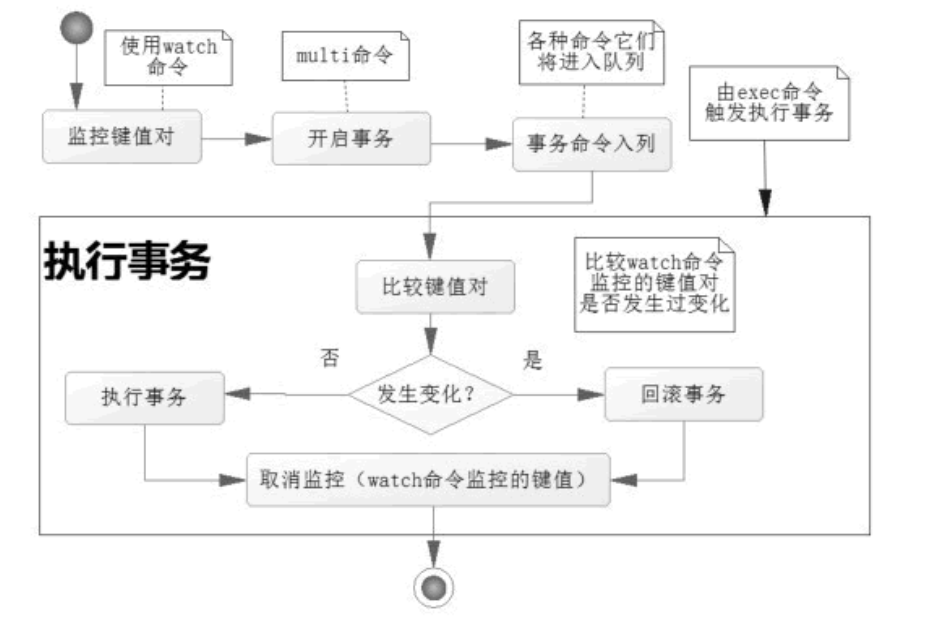 使用watch
命令
multi命令
各种命令它们
将进入队列
由exec命令
触发执行事务
监控键值对
开启事务
事务命令入列
执行事务
比较键值对
比较watch命令
监控的键值对
是否发生过变化
否
是
执行事务
发生变化？
回滚事务
取消监控（watch命令监控的键值）